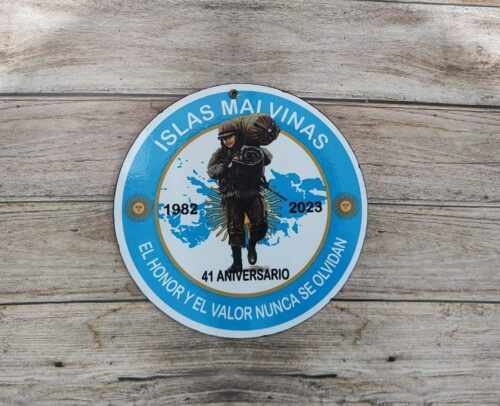 ISLAS MALVINAS
1982 2023
41 ANIVERSARIO
EL HONOR Y EL VALOR NUNCA SE OLVIDAN